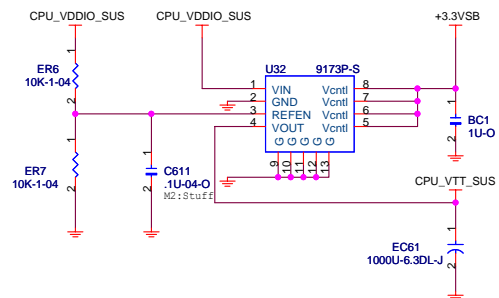 CPU_VDDIO_SUS
CPU_VDDIO_SUS
+3.3VSB
ER6
10K-1-04
1
2
U32
9173P-S
1
2
3
4
VIN
GND
REFEN
VOUT
Vcntl
Vcntl
Vcntl
Vcntl
8
7
6
5
G
G
G
G
G
9
10
11
12
13
1
2
BC1
1U-O
ER7
10K-1-04
1
2
1
2
C611
.1U-04-O
M2:Stuff
CPU_VTT_SUS
1
2
EC61
1000U-6.3DL-J